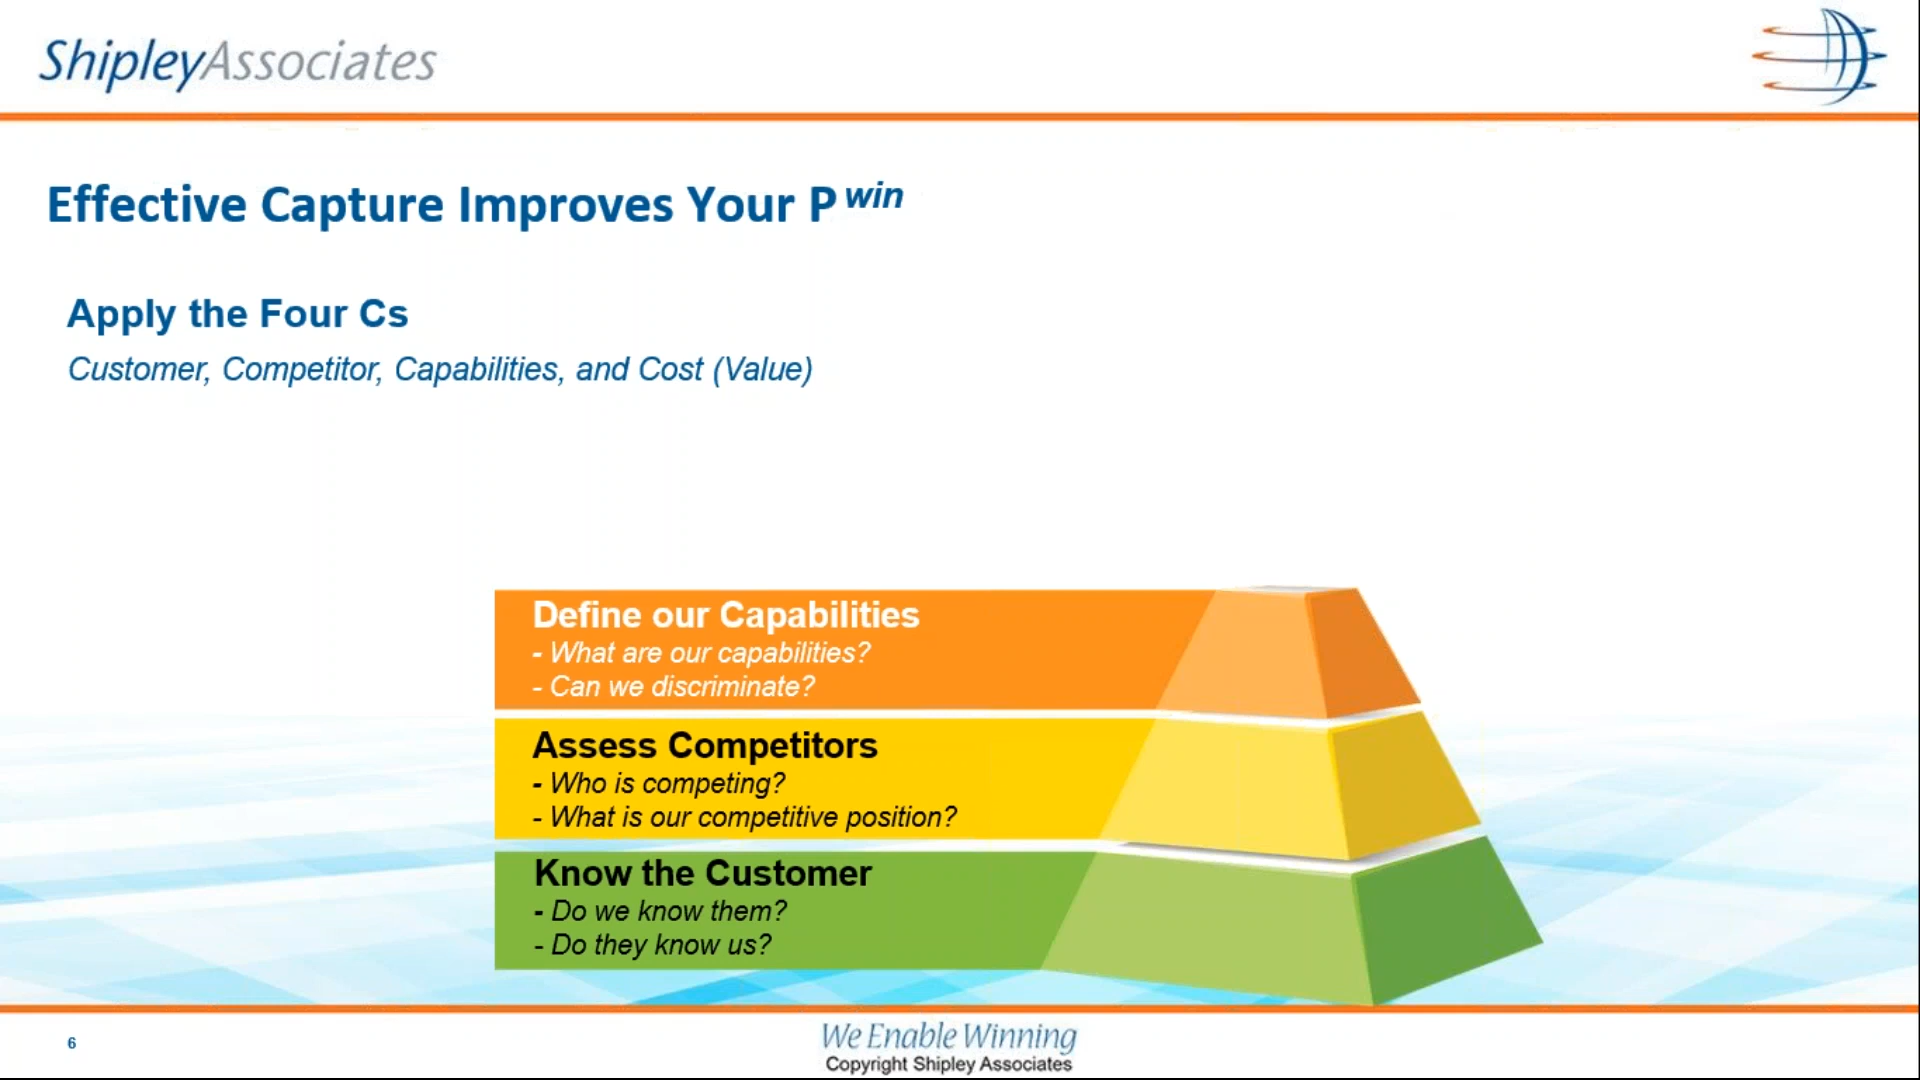 ShipleyAssociates
Effective Capture Improves Your P win
Apply the Four Cs
Customer, Competitor, Capabilities, and Cost (Value)
Define our Capabilities
- What are our capabilities?
- Can we discriminate?
Assess Competitors
- Who is competing?
- What is our competitive position?
Know the Customer
- Do we know them?
- Do they know us?
6
We Enable Winning
Copyright Shipley Associates